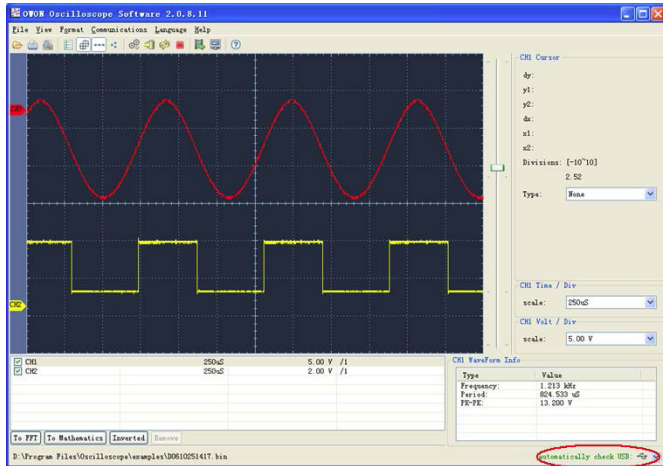 OWON Oscilloscope Software 2.0.8.11
File View Format Communications Language Help
CH1 Cursor
dy:
y1:
y2:
dx:
x1:
x2:
Divisions: [-10~10]
2.52
Type: None
CH2
CH1 Time / Div
scale: 250uS
CH1 Volt / Div
scale: 5.00 V
CH1 250uS 5.00 V /1
CH2 250uS 2.00 V /1
CH1 WaveForm Info
Type Value
Frequency: 1.213 kHz
Period: 824.533 uS
PK-PK: 13.200 V
To FFT To Mathematics Inverted Remove
D:\Program Files\Oscilloscope\examples\D0610251417.bin
automatically check USB: